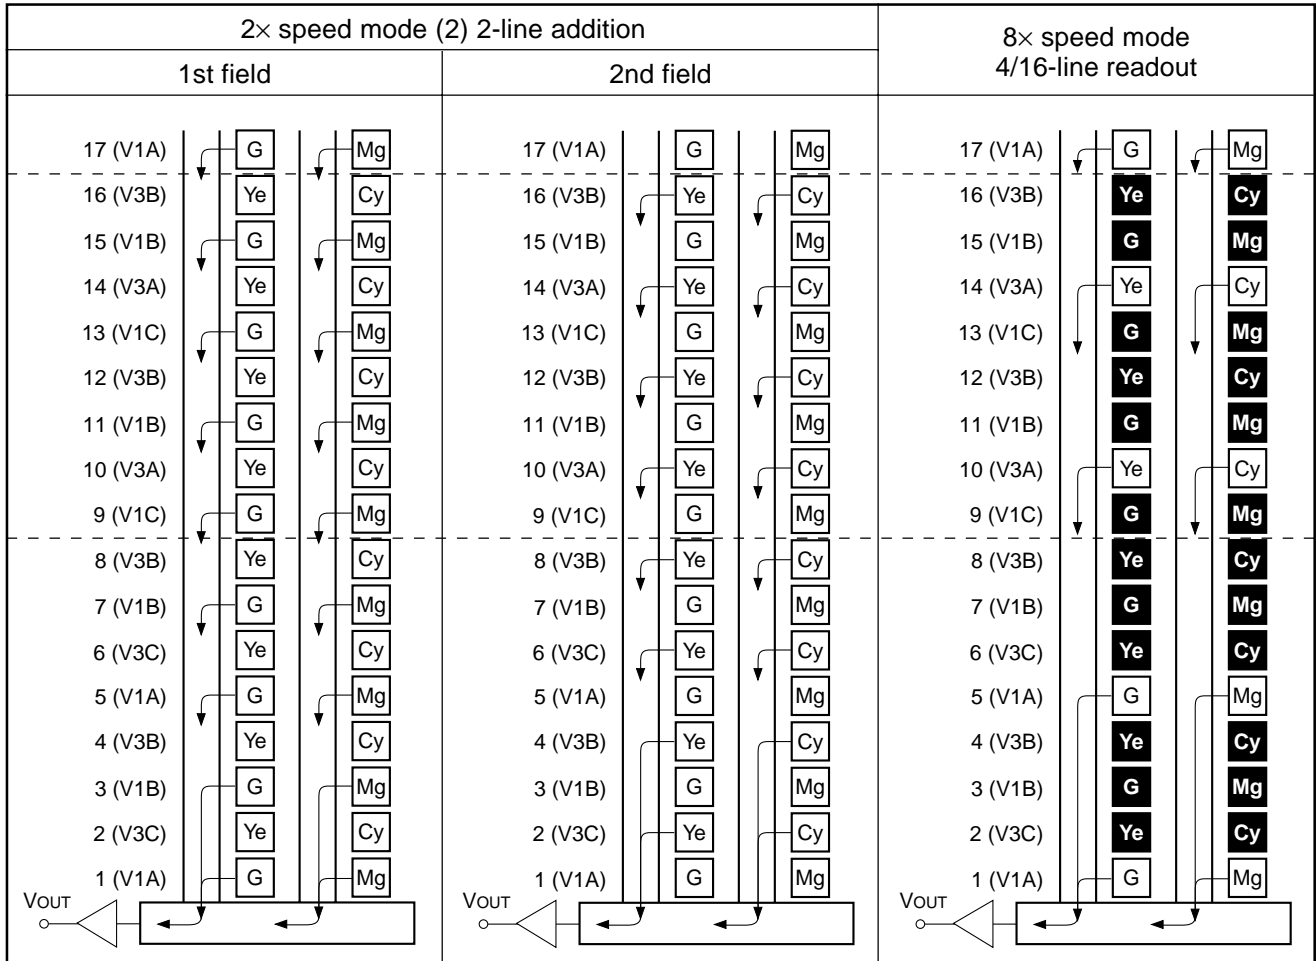 2× speed mode (2) 2-line addition
8× speed mode
4/16-line readout
1st field
2nd field
17 (V1A) G Mg 17 (V1A) G Mg 17 (V1A) G Mg
16 (V3B) Ye Cy 16 (V3B) Ye Cy 16 (V3B) Ye Cy
15 (V1B) G Mg 15 (V1B) G Mg 15 (V1B) G Mg
14 (V3A) Ye Cy 14 (V3A) Ye Cy 14 (V3A) Ye Cy
13 (V1C) G Mg 13 (V1C) G Mg 13 (V1C) G Mg
12 (V3B) Ye Cy 12 (V3B) Ye Cy 12 (V3B) Ye Cy
11 (V1B) G Mg 11 (V1B) G Mg 11 (V1B) G Mg
10 (V3A) Ye Cy 10 (V3A) Ye Cy 10 (V3A) Ye Cy
9 (V1C) G Mg 9 (V1C) G Mg 9 (V1C) G Mg
8 (V3B) Ye Cy 8 (V3B) Ye Cy 8 (V3B) Ye Cy
7 (V1B) G Mg 7 (V1B) G Mg 7 (V1B) G Mg
6 (V3C) Ye Cy 6 (V3C) Ye Cy 6 (V3C) Ye Cy
5 (V1A) G Mg 5 (V1A) G Mg 5 (V1A) G Mg
4 (V3B) Ye Cy 4 (V3B) Ye Cy 4 (V3B) Ye Cy
3 (V1B) G Mg 3 (V1B) G Mg 3 (V1B) G Mg
2 (V3C) Ye Cy 2 (V3C) Ye Cy 2 (V3C) Ye Cy
1 (V1A) G Mg 1 (V1A) G Mg 1 (V1A) G Mg
VOUT VOUT VOUT